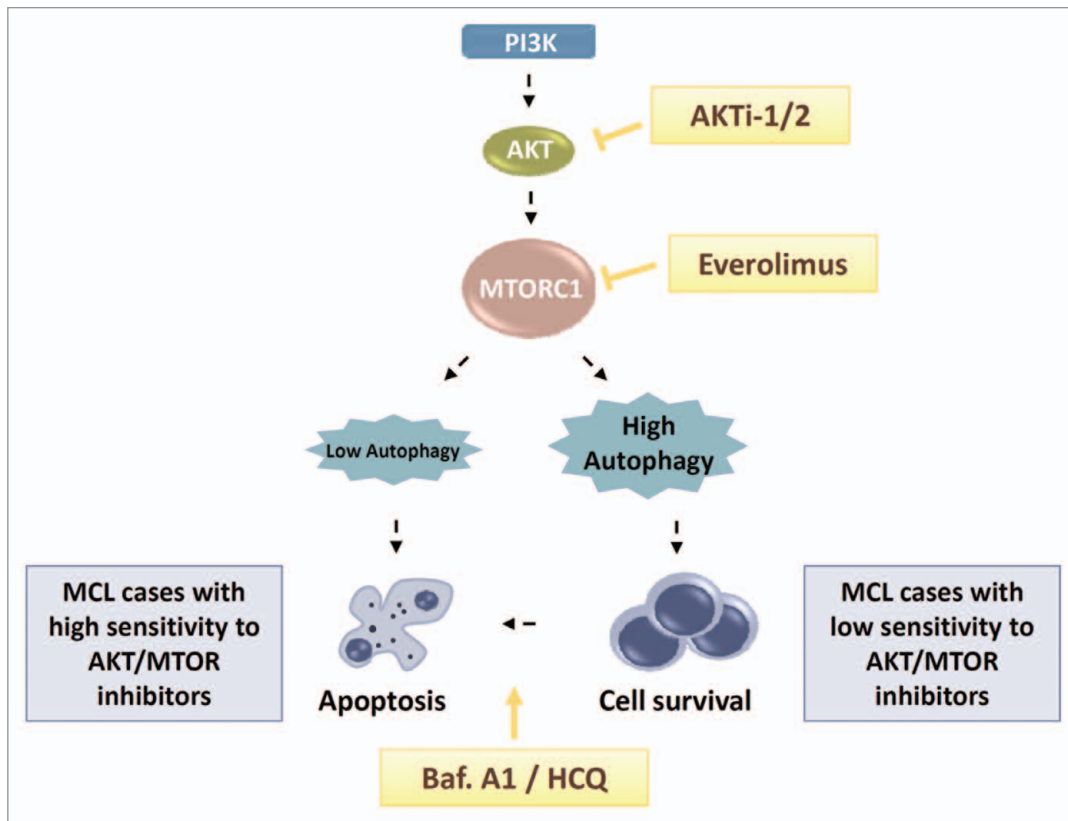 PI3K
AKTi-1/2
AKT
Everolimus
MTORC1
Low Autophagy
High
Autophagy
MCL cases with
high sensitivity to
AKT/MTOR
inhibitors
Apoptosis
Cell survival
MCL cases with
low sensitivity to
AKT/MTOR
inhibitors
Baf. A1 / HCQ